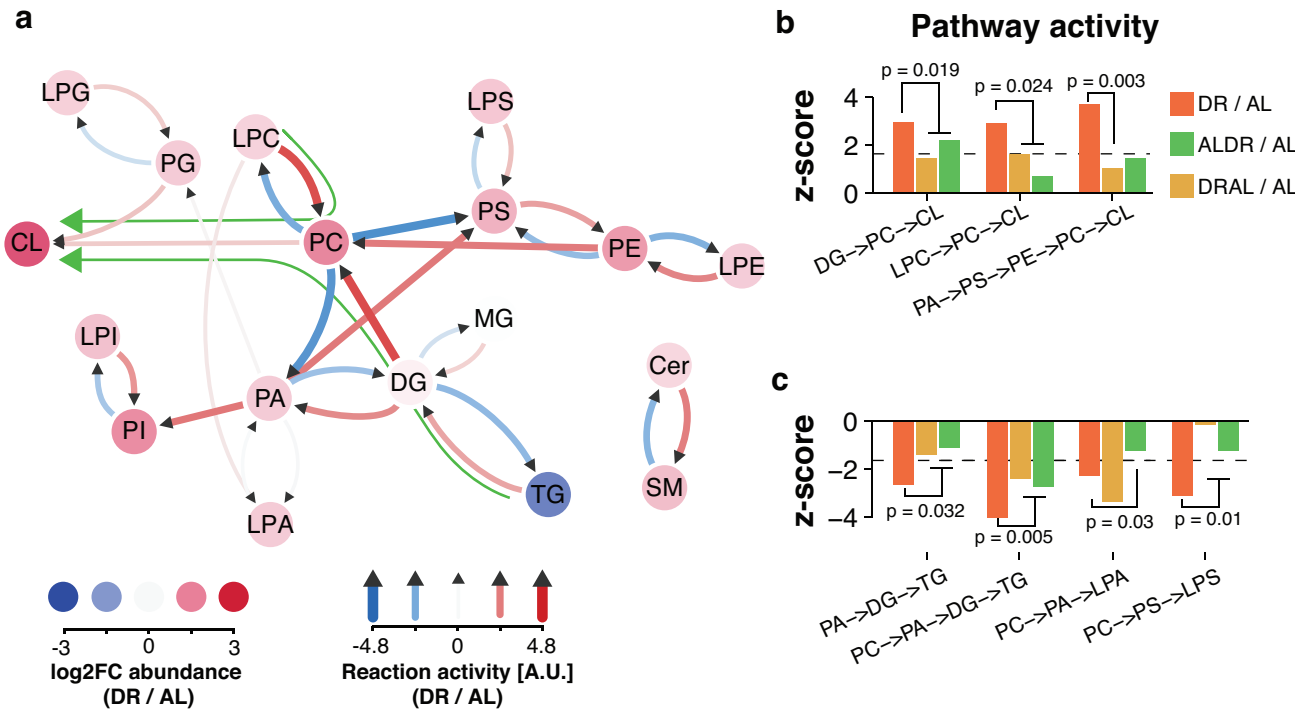 a
LPG
PG
LPC
LPS
PS
CL
PC
PE
LPE
LPI
PI
PA
DG
MG
TG
LPA
Cer
SM
-3 0 3
log2FC abundance
(DR / AL)
-4.8 0 4.8
Reaction activity [A.U.]
(DR / AL)
b
Pathway activity
z-score
4
2
0
p = 0.019
p = 0.024
p = 0.003
DG->PC->CL
LPC->PC->CL
PA->PS->PE->PC->CL
DR / AL
ALDR / AL
DRAL / AL
c
z-score
0
−2
−4
p = 0.032
p = 0.005
p = 0.03
p = 0.01
PA->DG->TG
PC->PA->DG->TG
PC->PA->LPA
PC->PS->LPS